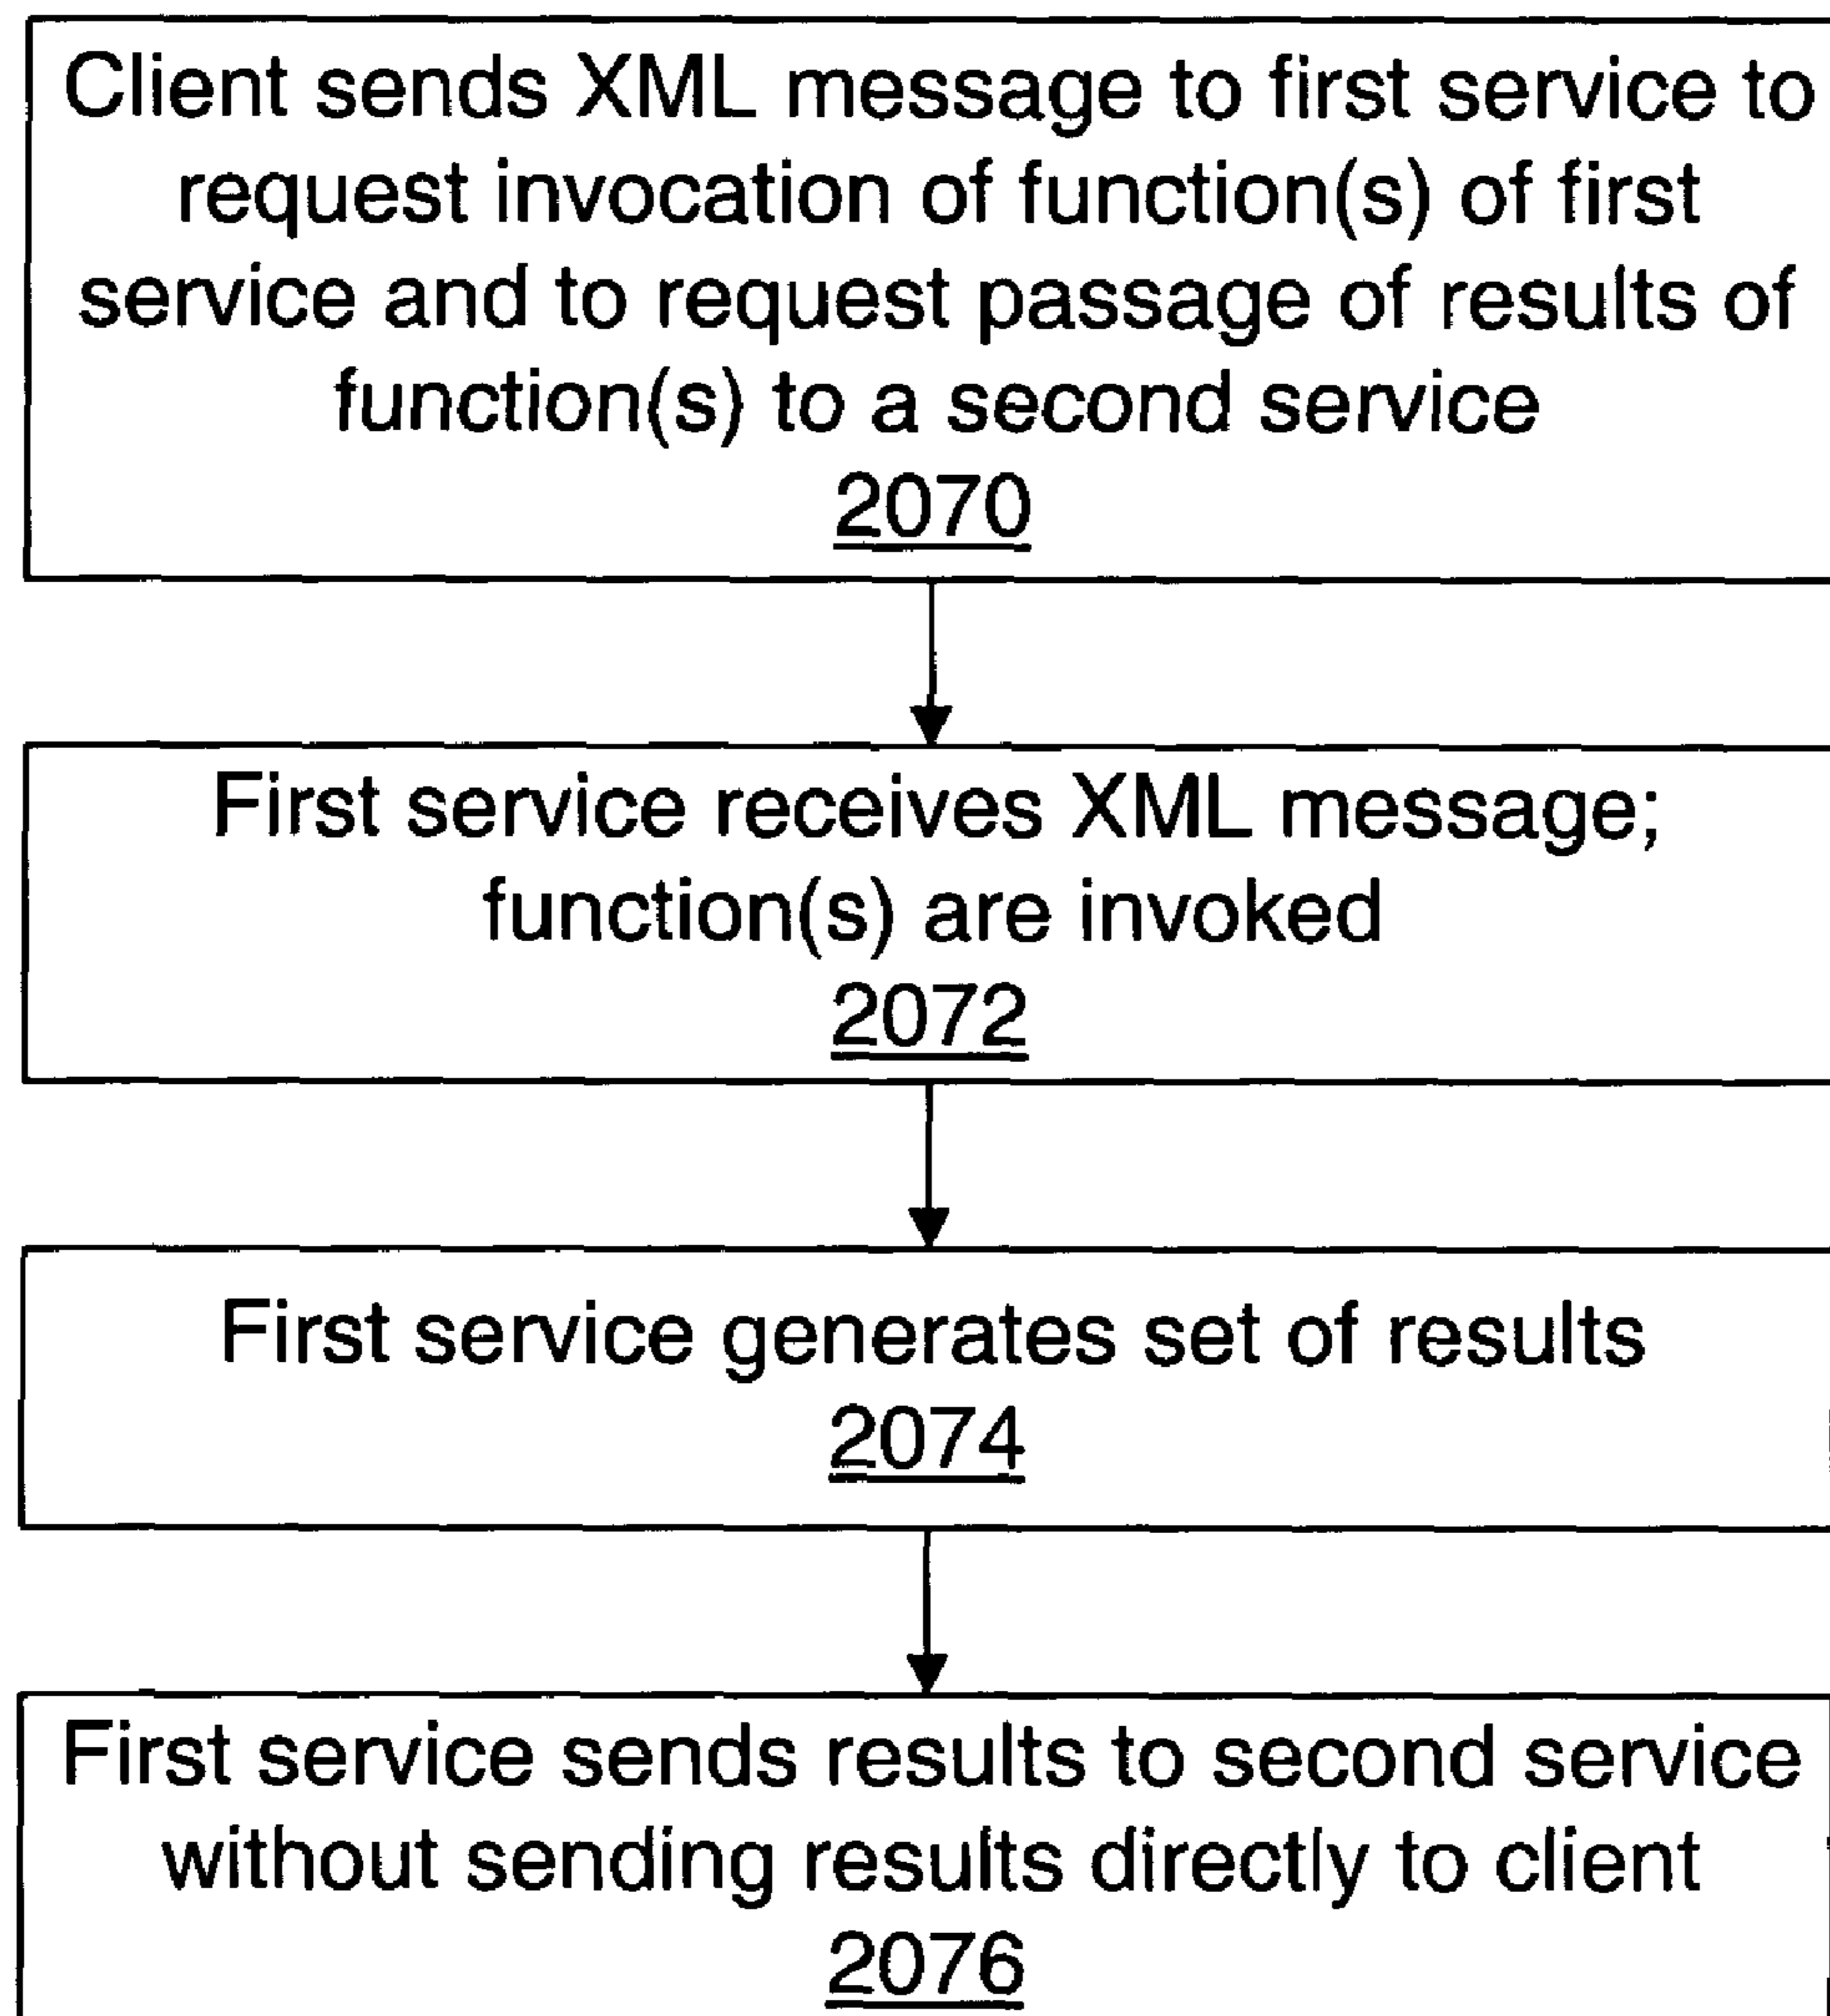 Client sends XML message to first service to
request invocation of function(s) of first
service and to request passage of results of
function(s) to a second service
2070
First service receives XML message;
function(s) are invoked
2072
First service generates set of results
2074
First service sends results to second service
without sending results directly to client
2076